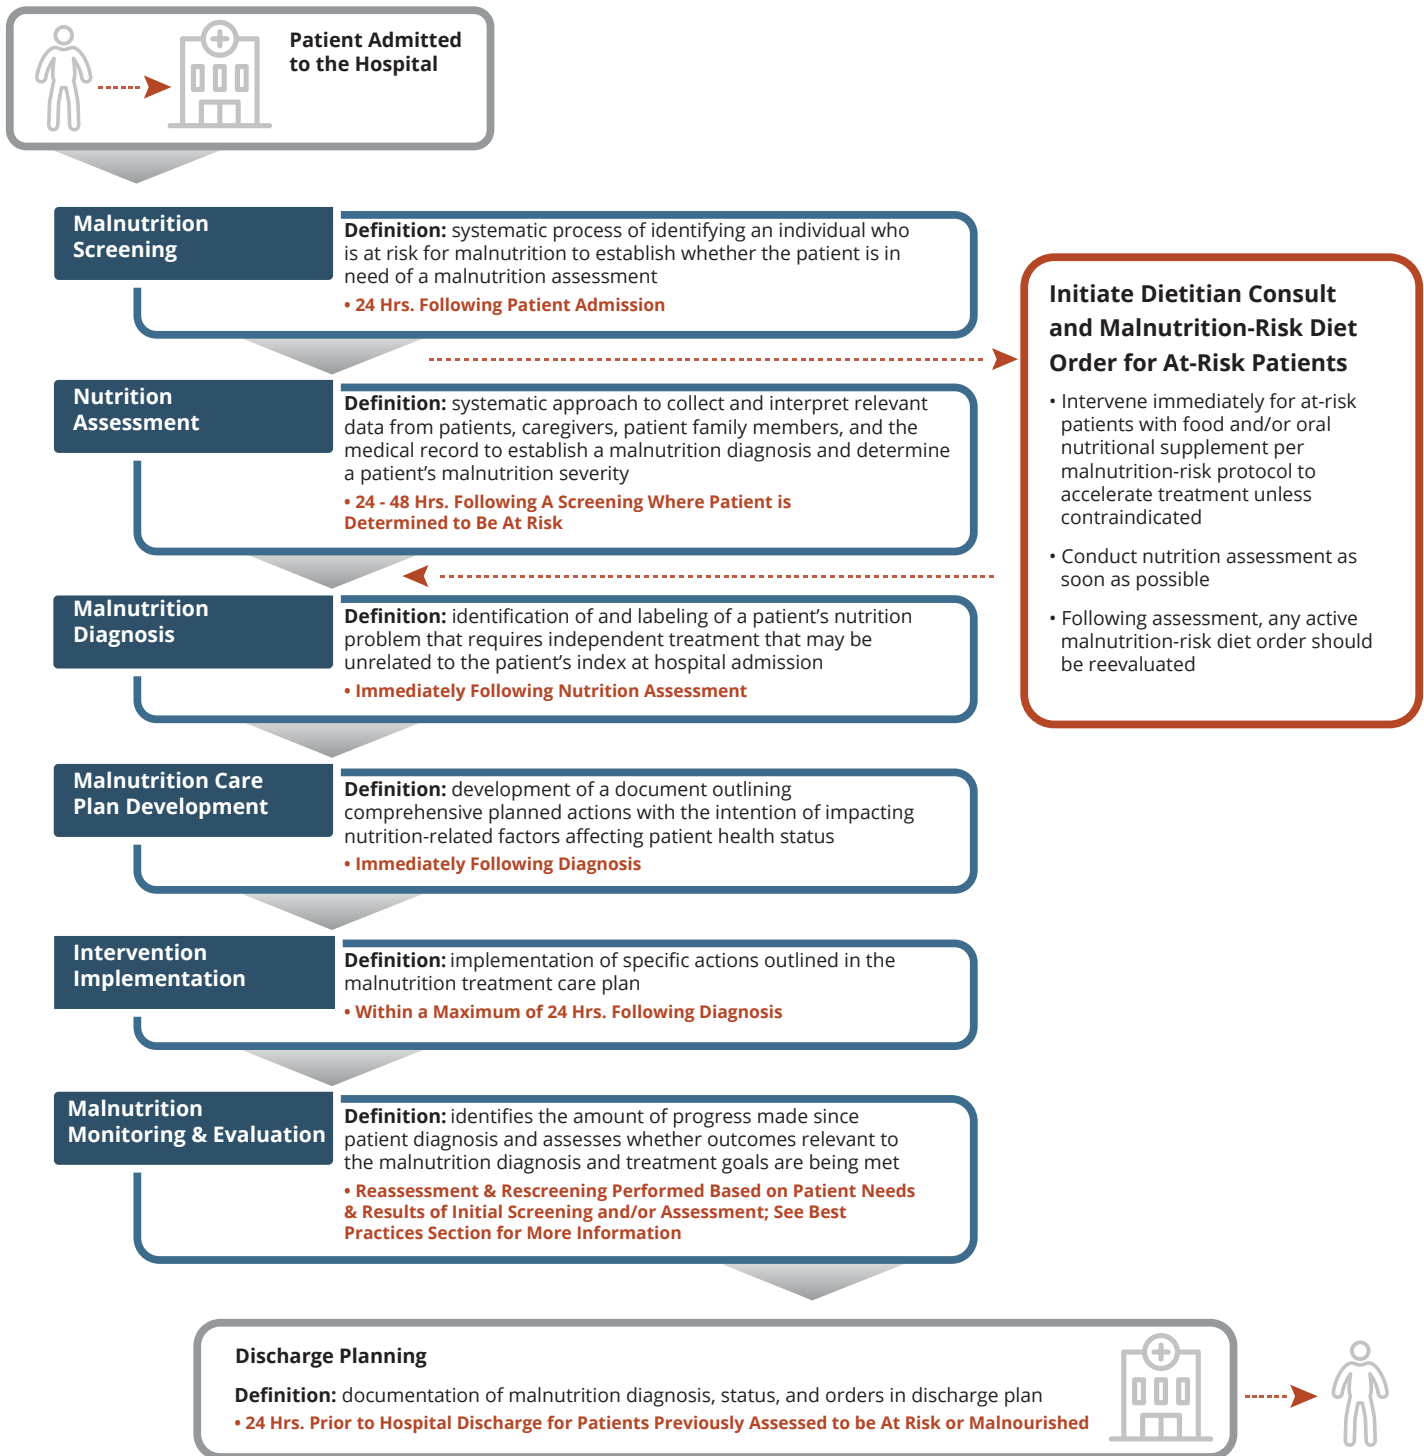 Patient Admitted
to the Hospital
Malnutrition
Screening
Definition: systematic process of identifying an individual who
is at risk for malnutrition to establish whether the patient is in
need of a malnutrition assessment
• 24 Hrs. Following Patient Admission
Initiate Dietitian Consult
and Malnutrition-Risk Diet
Order for At-Risk Patients
• Intervene immediately for at-risk
patients with food and/or oral
nutritional supplement per
malnutrition-risk protocol to
accelerate treatment unless
contraindicated
• Conduct nutrition assessment as
soon as possible
• Following assessment, any active
malnutrition-risk diet order should
be reevaluated
Nutrition
Assessment
Definition: systematic approach to collect and interpret relevant
data from patients, caregivers, patient family members, and the
medical record to establish a malnutrition diagnosis and determine
a patient’s malnutrition severity
• 24 - 48 Hrs. Following A Screening Where Patient is
Determined to Be At Risk
Malnutrition
Diagnosis
Definition: identification of and labeling of a patient’s nutrition
problem that requires independent treatment that may be
unrelated to the patient’s index at hospital admission
• Immediately Following Nutrition Assessment
Malnutrition Care
Plan Development
Definition: development of a document outlining
comprehensive planned actions with the intention of impacting
nutrition-related factors affecting patient health status
• Immediately Following Diagnosis
Intervention
Implementation
Definition: implementation of specific actions outlined in the
malnutrition treatment care plan
• Within a Maximum of 24 Hrs. Following Diagnosis
Malnutrition
Monitoring & Evaluation
Definition: identifies the amount of progress made since
patient diagnosis and assesses whether outcomes relevant to
the malnutrition diagnosis and treatment goals are being met
• Reassessment & Rescreening Performed Based on Patient Needs
& Results of Initial Screening and/or Assessment; See Best
Practices Section for More Information
Discharge Planning
Definition: documentation of malnutrition diagnosis, status, and orders in discharge plan
• 24 Hrs. Prior to Hospital Discharge for Patients Previously Assessed to be At Risk or Malnourished